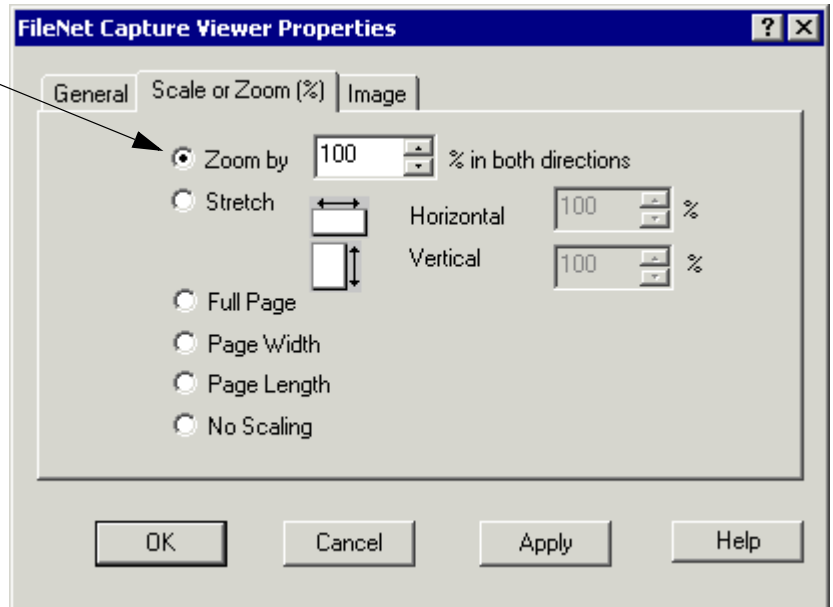 FileNet Capture Viewer Properties ? ×
General Scale or Zoom (%) Image
Zoom by 100 % in both directions
Stretch Horizontal 100 %
Vertical 100 %
Full Page
Page Width
Page Length
No Scaling
OK Cancel Apply Help